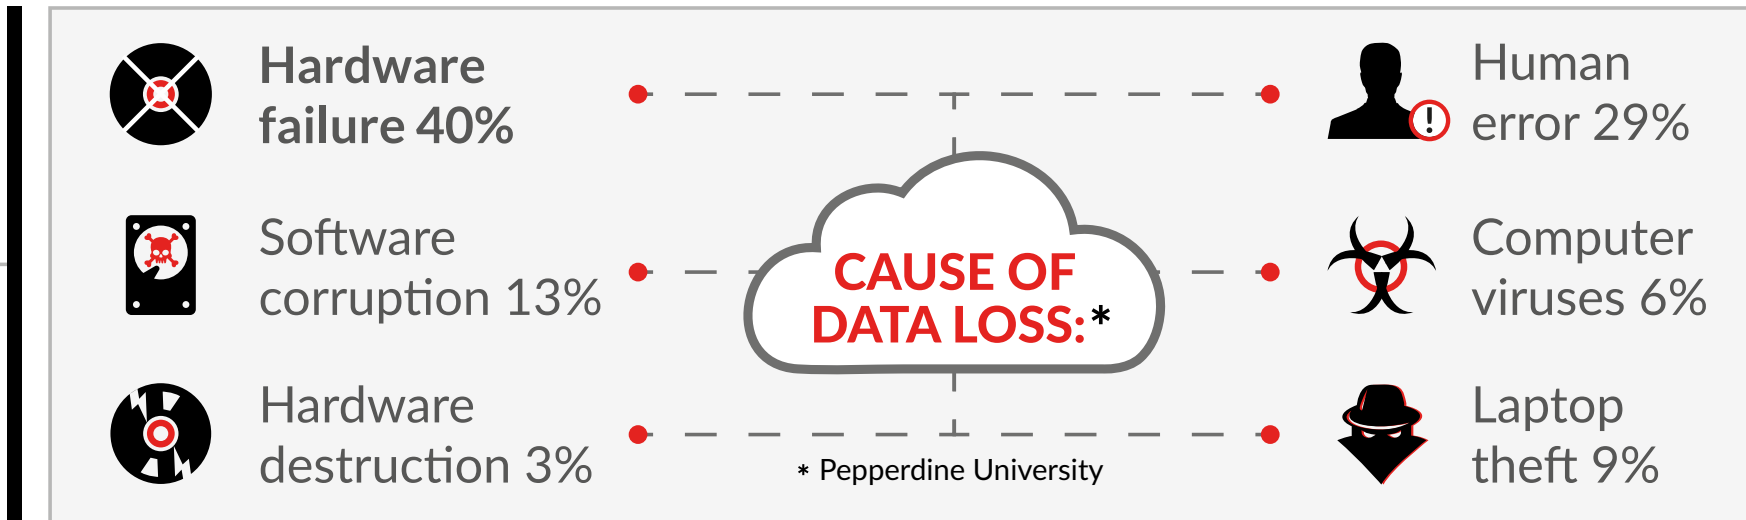 Hardware
failure 40%
Human
error 29%
Software
corruption 13%
CAUSE OF
DATA LOSS:*
Computer
viruses 6%
Hardware
destruction 3%
Laptop
theft 9%
* Pepperdine University